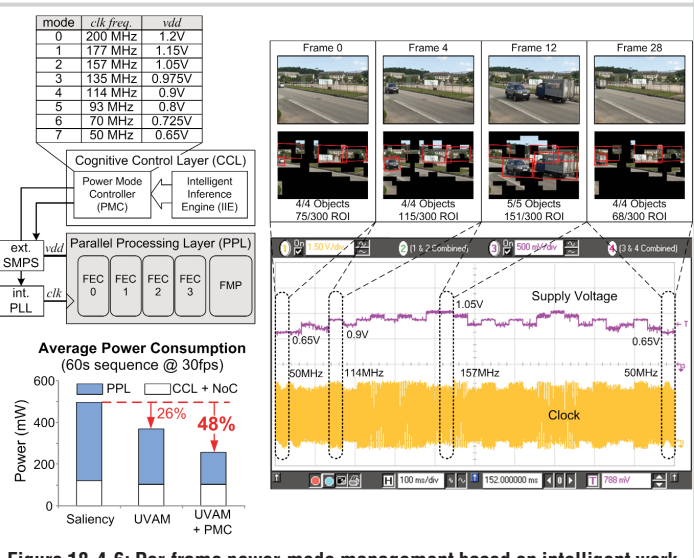 mode clk freq. vdd
0 200 MHz 1.2V
1 177 MHz 1.15V
2 157 MHz 1.05V
3 135 MHz 0.975V
4 114 MHz 0.9V
5 93 MHz 0.8V
6 70 MHz 0.725V
7 50 MHz 0.65V
Cognitive Control Layer (CCL)
Power Mode
Controller
(PMC)
Intelligent
Inference
Engine (IIE)
ext.
SMPS
vdd
int.
PLL
clk
Parallel Processing Layer (PPL)
FEC
0
FEC
1
FEC
2
FEC
3
FMP
Average Power Consumption
(60s sequence @ 30fps)
Power (mW)
600
400
200
0
PPL
CCL + NoC
26%
48%
Saliency
UVAM
UVAM
+ PMC
Frame 0
Frame 4
Frame 12
Frame 28
4/4 Objects
75/300 ROI
4/4 Objects
115/300 ROI
5/5 Objects
151/300 ROI
4/4 Objects
68/300 ROI
1 On 1.50 V/div
2 (1 & 2 Combined)
3 On 500 mV/div
4 (3 & 4 Combined)
Supply Voltage
1.05V
0.65V
0.9V
0.65V
T
50MHz
114MHz
157MHz
50MHz
Clock
H 100 ms/div
152.000000 ms
0
T 788 mV
Figure 18.4.6: Per-frame power-mode management based on intelligent work